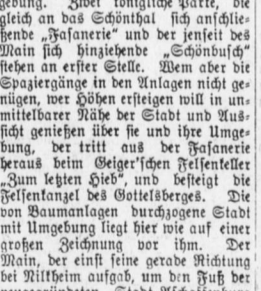 gebung. Zwei königliche Parke, die
gleich an das Schönthal sich anschlie-
ßende „Fasanerie“ und der jenseit des
Main sich hinziehende „Schönbusch“
stehen an erster Stelle. Wem aber die
Spaziergänge in den Anlagen nicht ge-
nügen, wer Höhen ersteigen will in un-
mittelbarer Nähe der Stadt und Aus-
sicht genießen über sie und ihre Umge-
bung, der tritt aus der Fasanerie
heraus beim Geiger'schen Felsenkeller
„Zum letzten Hieb“, und besteigt die
Felsenkanzel des Gottelsberges. Die
von Baumanlagen durchzogene Stadt
mit Umgebung liegt hier wie auf einer
großen Zeichnung vor ihm. Der
Main, der einst seine gerade Richtung
bei Nilkheim aufgab, um den Fuß der
neugegründeten Stadt Aschaffenburg